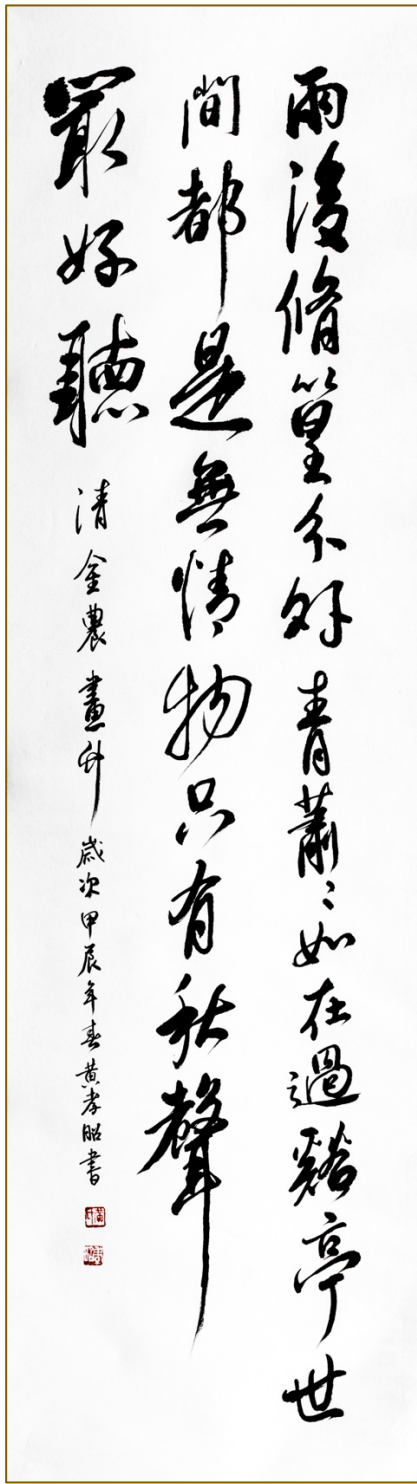 雨後脩篁分外青蕭〻如在過谿亭世
間都是無情物只有秋聲
最好聽
清金農畫竹 歲次甲辰年春黃孝昭書